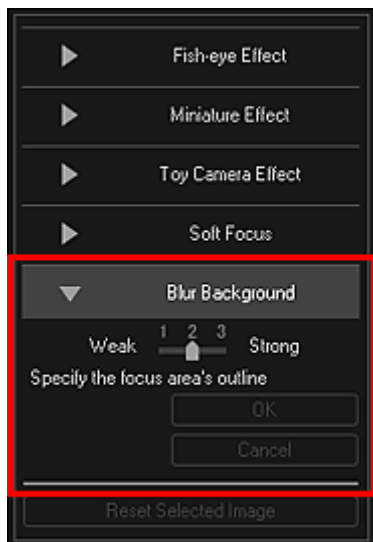 Fish-eye Effect
Miniature Effect
Toy Camera Effect
Soft Focus
Blur Background
1 2 3
Weak Strong
Specify the focus area's outline
OK
Cancel
Reset Selected Image